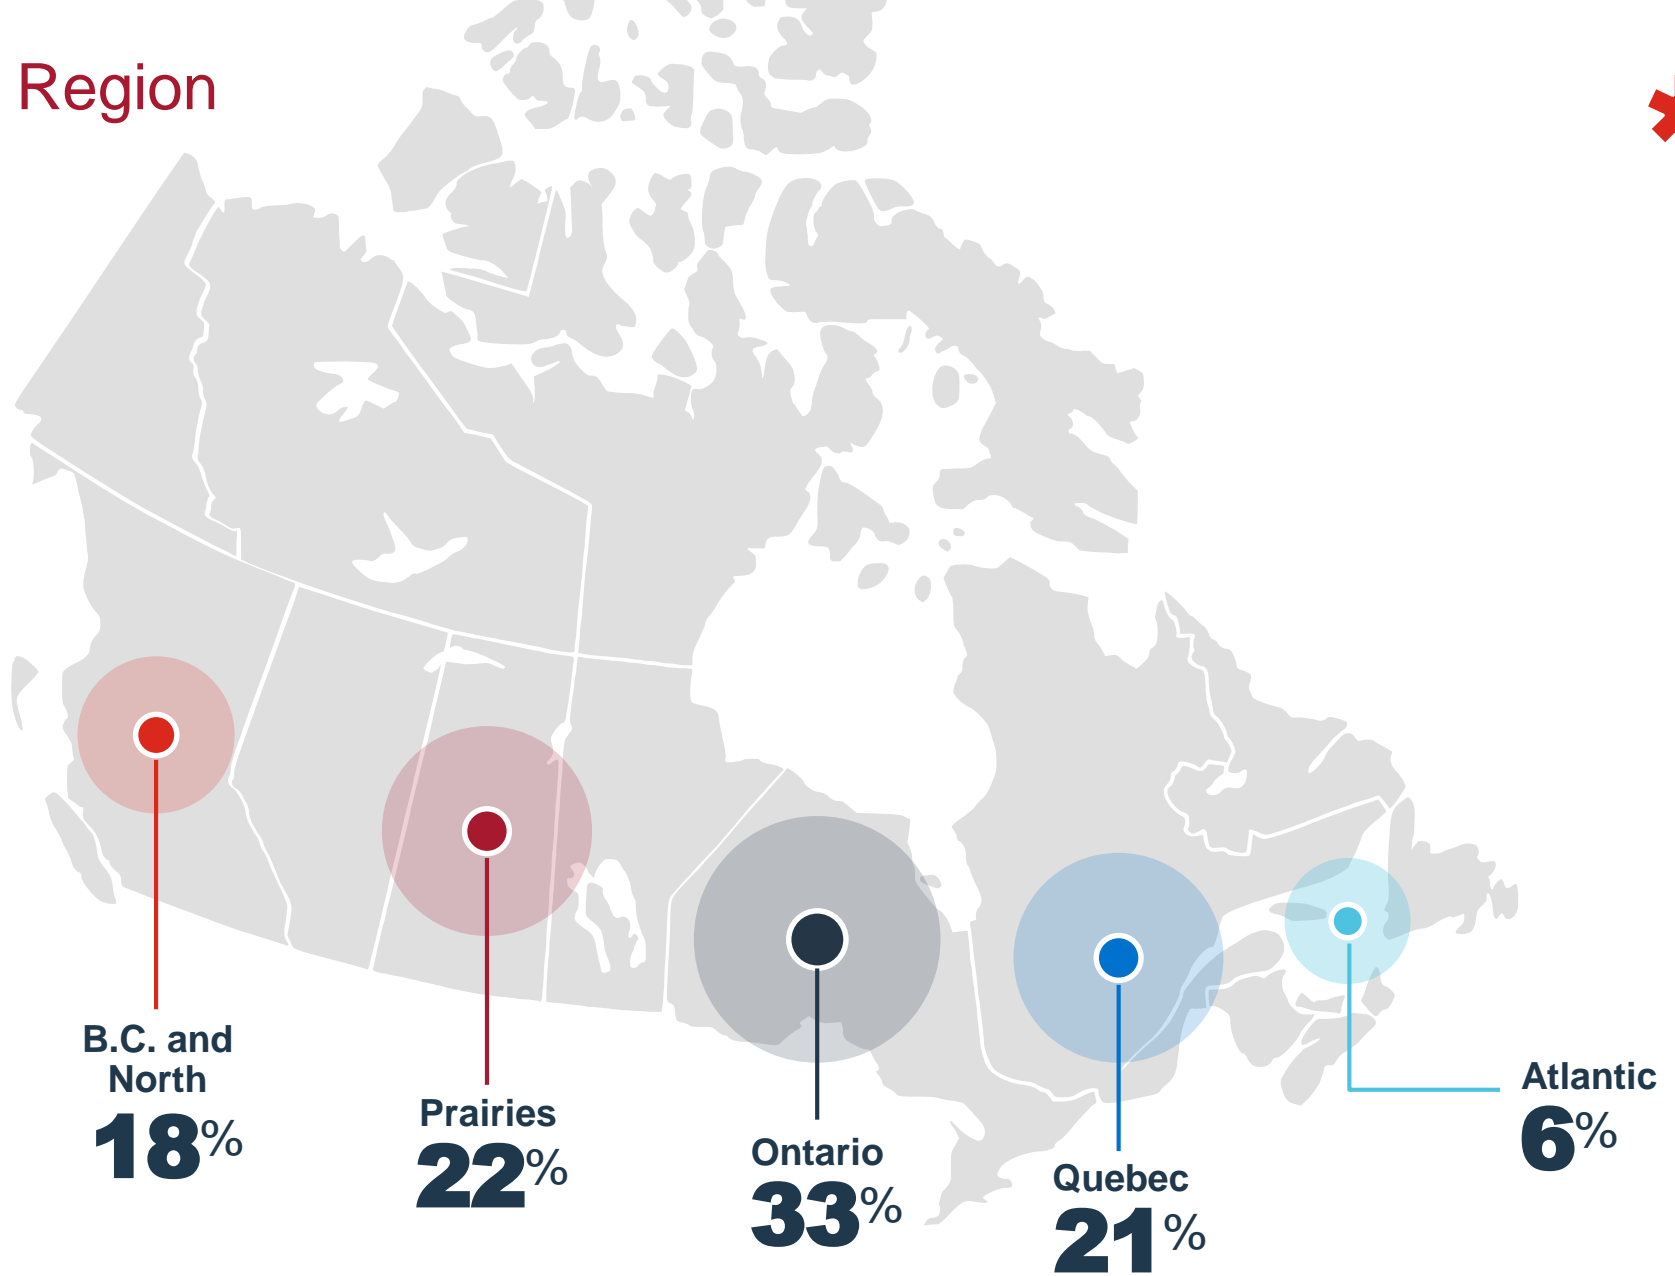 Region
B.C. and
North
18%
Prairies
22%
Ontario
33%
Quebec
21%
Atlantic
6%